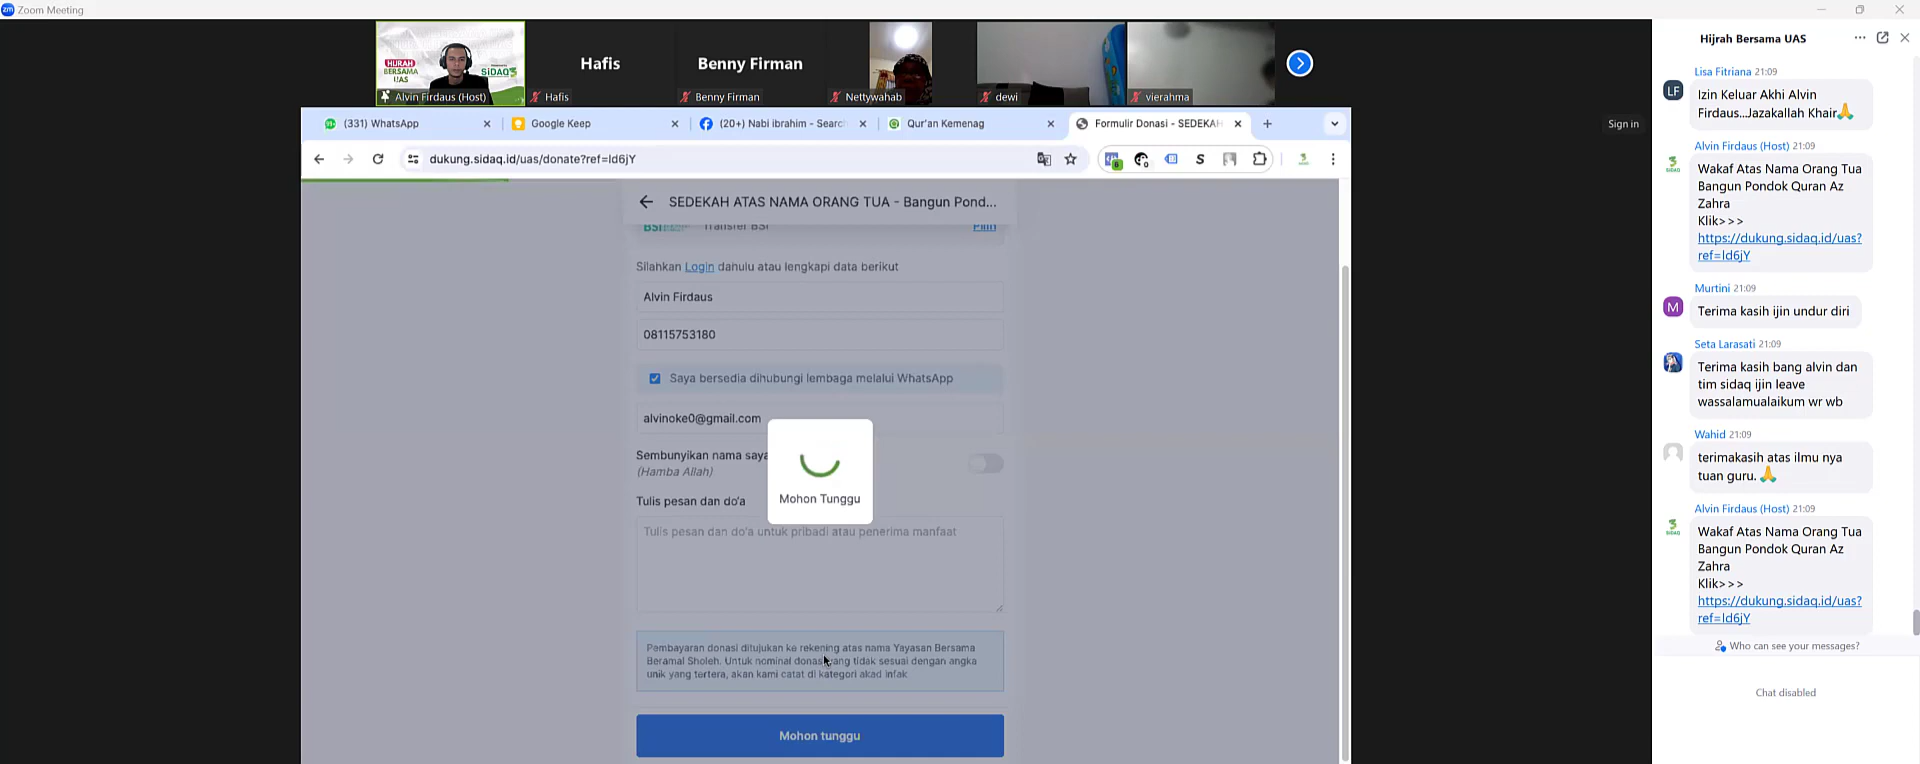 Zoom Meeting
HIJRAH
BERSAMA
UAS
SiDAQ
Alvin Firdaus (Host)
Hafis
Hafis
Benny Firman
Benny Firman
Nettywahab
dewi
vierahma
Sign in
(331) WhatsApp
Google Keep
(20+) Nabi ibrahim - Searc
Qur'an Kemenag
Formulir Donasi - SEDEKAH
dukung.sidaq.id/uas/donate?ref=Id6jY
SEDEKAH ATAS NAMA ORANG TUA - Bangun Pond...
BSI
Transfer BSI
Pilih
Silahkan Login dahulu atau lengkapi data berikut
Alvin Firdaus
08115753180
Saya bersedia dihubungi lembaga melalui WhatsApp
alvinoke0@gmail.com
Sembunyikan nama saya
(Hamba Allah)
Mohon Tunggu
Tulis pesan dan do'a
Tulis pesan dan do'a untuk pribadi atau penerima manfaat
Pembayaran donasi ditujukan ke rekening atas nama Yayasan Bersama
Beramal Sholeh. Untuk nominal donasi yang tidak sesuai dengan angka
unik yang tertera, akan kami catat di kategori akad infak
Mohon tunggu
Hijrah Bersama UAS
Lisa Fitriana 21:09
LF
Izin Keluar Akhi Alvin
Firdaus...Jazakallah Khair🙏
Alvin Firdaus (Host) 21:09
SIDAQ
Wakaf Atas Nama Orang Tua
Bangun Pondok Quran Az
Zahra
Klik>>>
https://dukung.sidaq.id/uas?
ref=Id6jY
Murtini 21:09
M
Terima kasih ijin undur diri
Seta Larasati 21:09
Terima kasih bang alvin dan
tim sidaq ijin leave
wassalamualaikum wr wb
Wahid 21:09
terimakasih atas ilmu nya
tuan guru. 🙏
Alvin Firdaus (Host) 21:09
SIDAQ
Wakaf Atas Nama Orang Tua
Bangun Pondok Quran Az
Zahra
Klik>>>
https://dukung.sidaq.id/uas?
ref=Id6jY
Who can see your messages?
Chat disabled